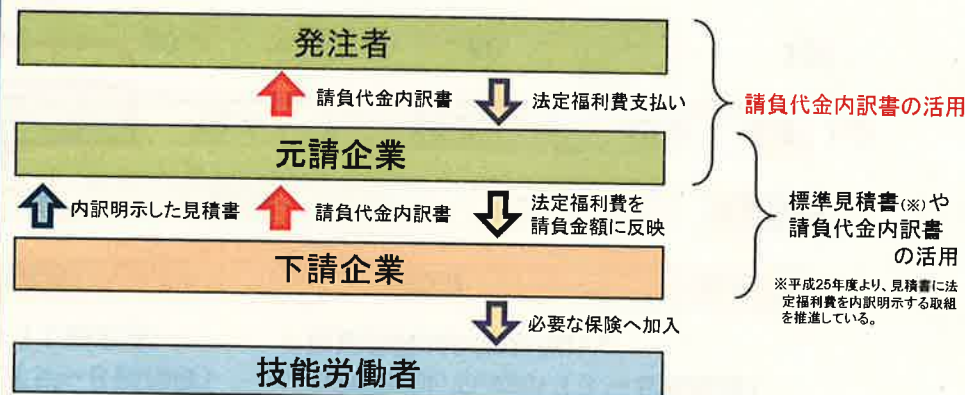 発注者
請負代金内訳書
法定福利費支払い
請負代金内訳書の活用
元請企業
内訳明示した見積書
請負代金内訳書
法定福利費を
請負金額に反映
標準見積書(※)や
請負代金内訳書
の活用
※平成25年度より、見積書に法
定福利費を内訳明示する取組
を推進している。
下請企業
必要な保険へ加入
技能労働者